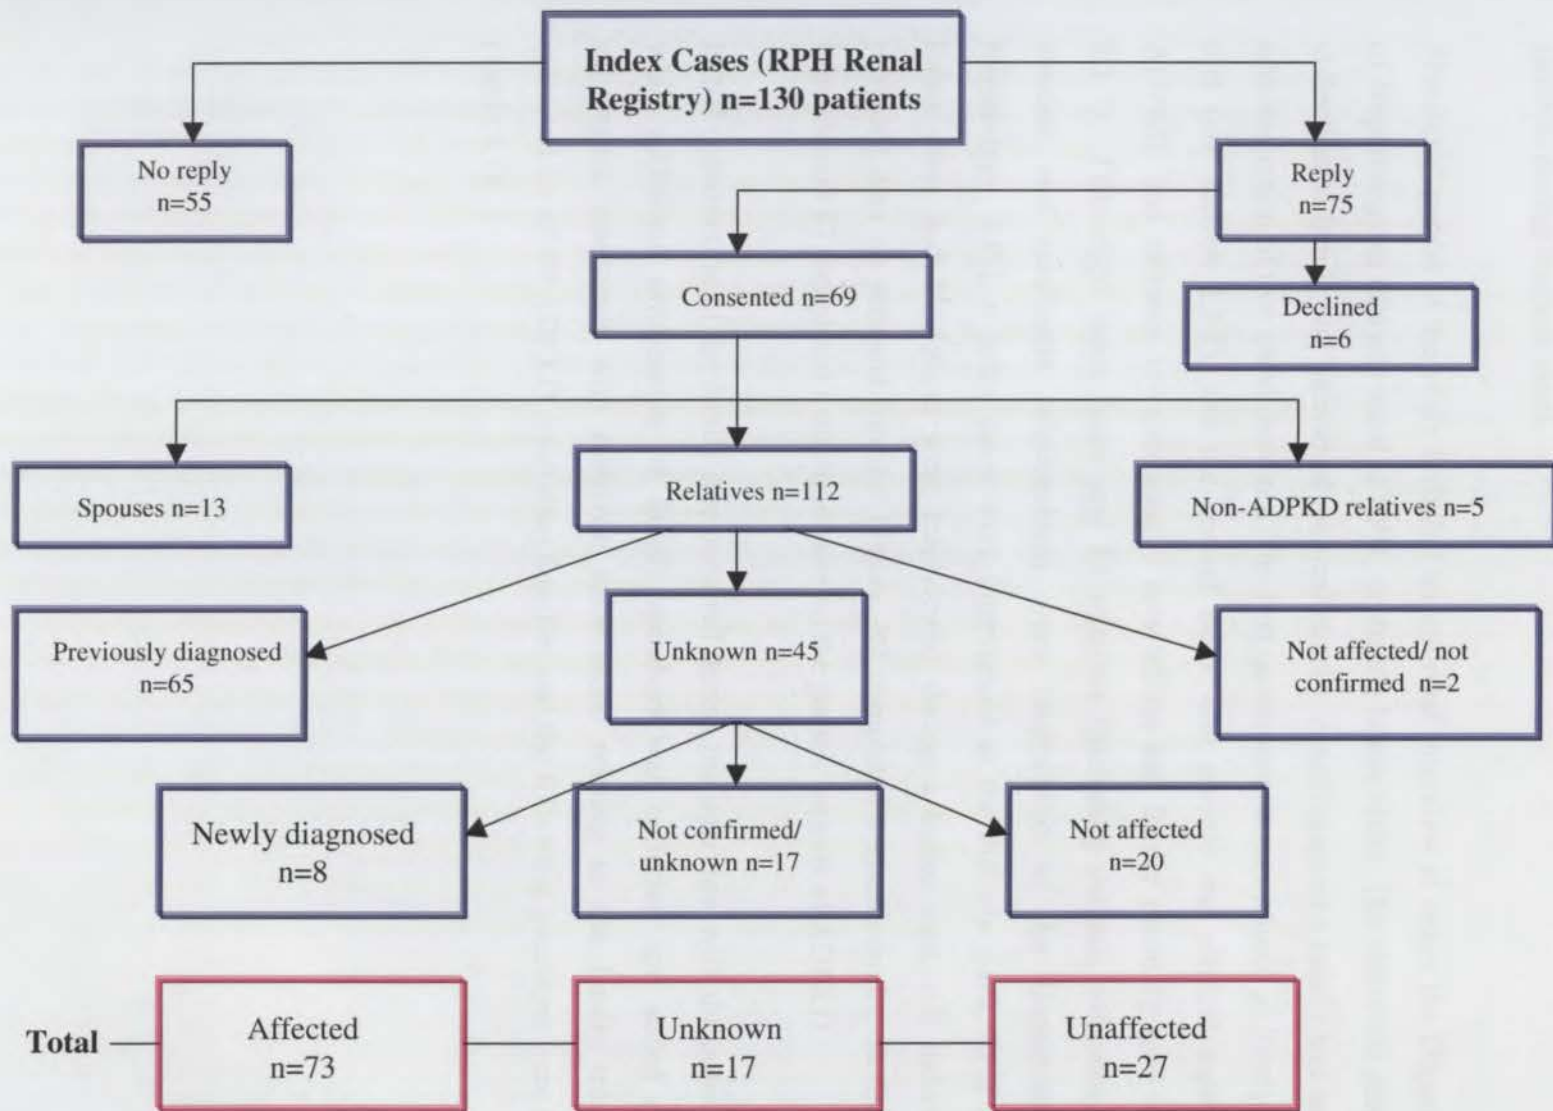 Index Cases (RPH Renal
Registry) n=130 patients
No reply
n=55
Reply
n=75
Consented n=69
Declined
n=6
Spouses n=13
Relatives n=112
Non-ADPKD relatives n=5
Previously diagnosed
n=65
Unknown n=45
Not affected/ not
confirmed n=2
Newly diagnosed
n=8
Not confirmed/
unknown n=17
Not affected
n=20
Total
Affected
n=73
Unknown
n=17
Unaffected
n=27